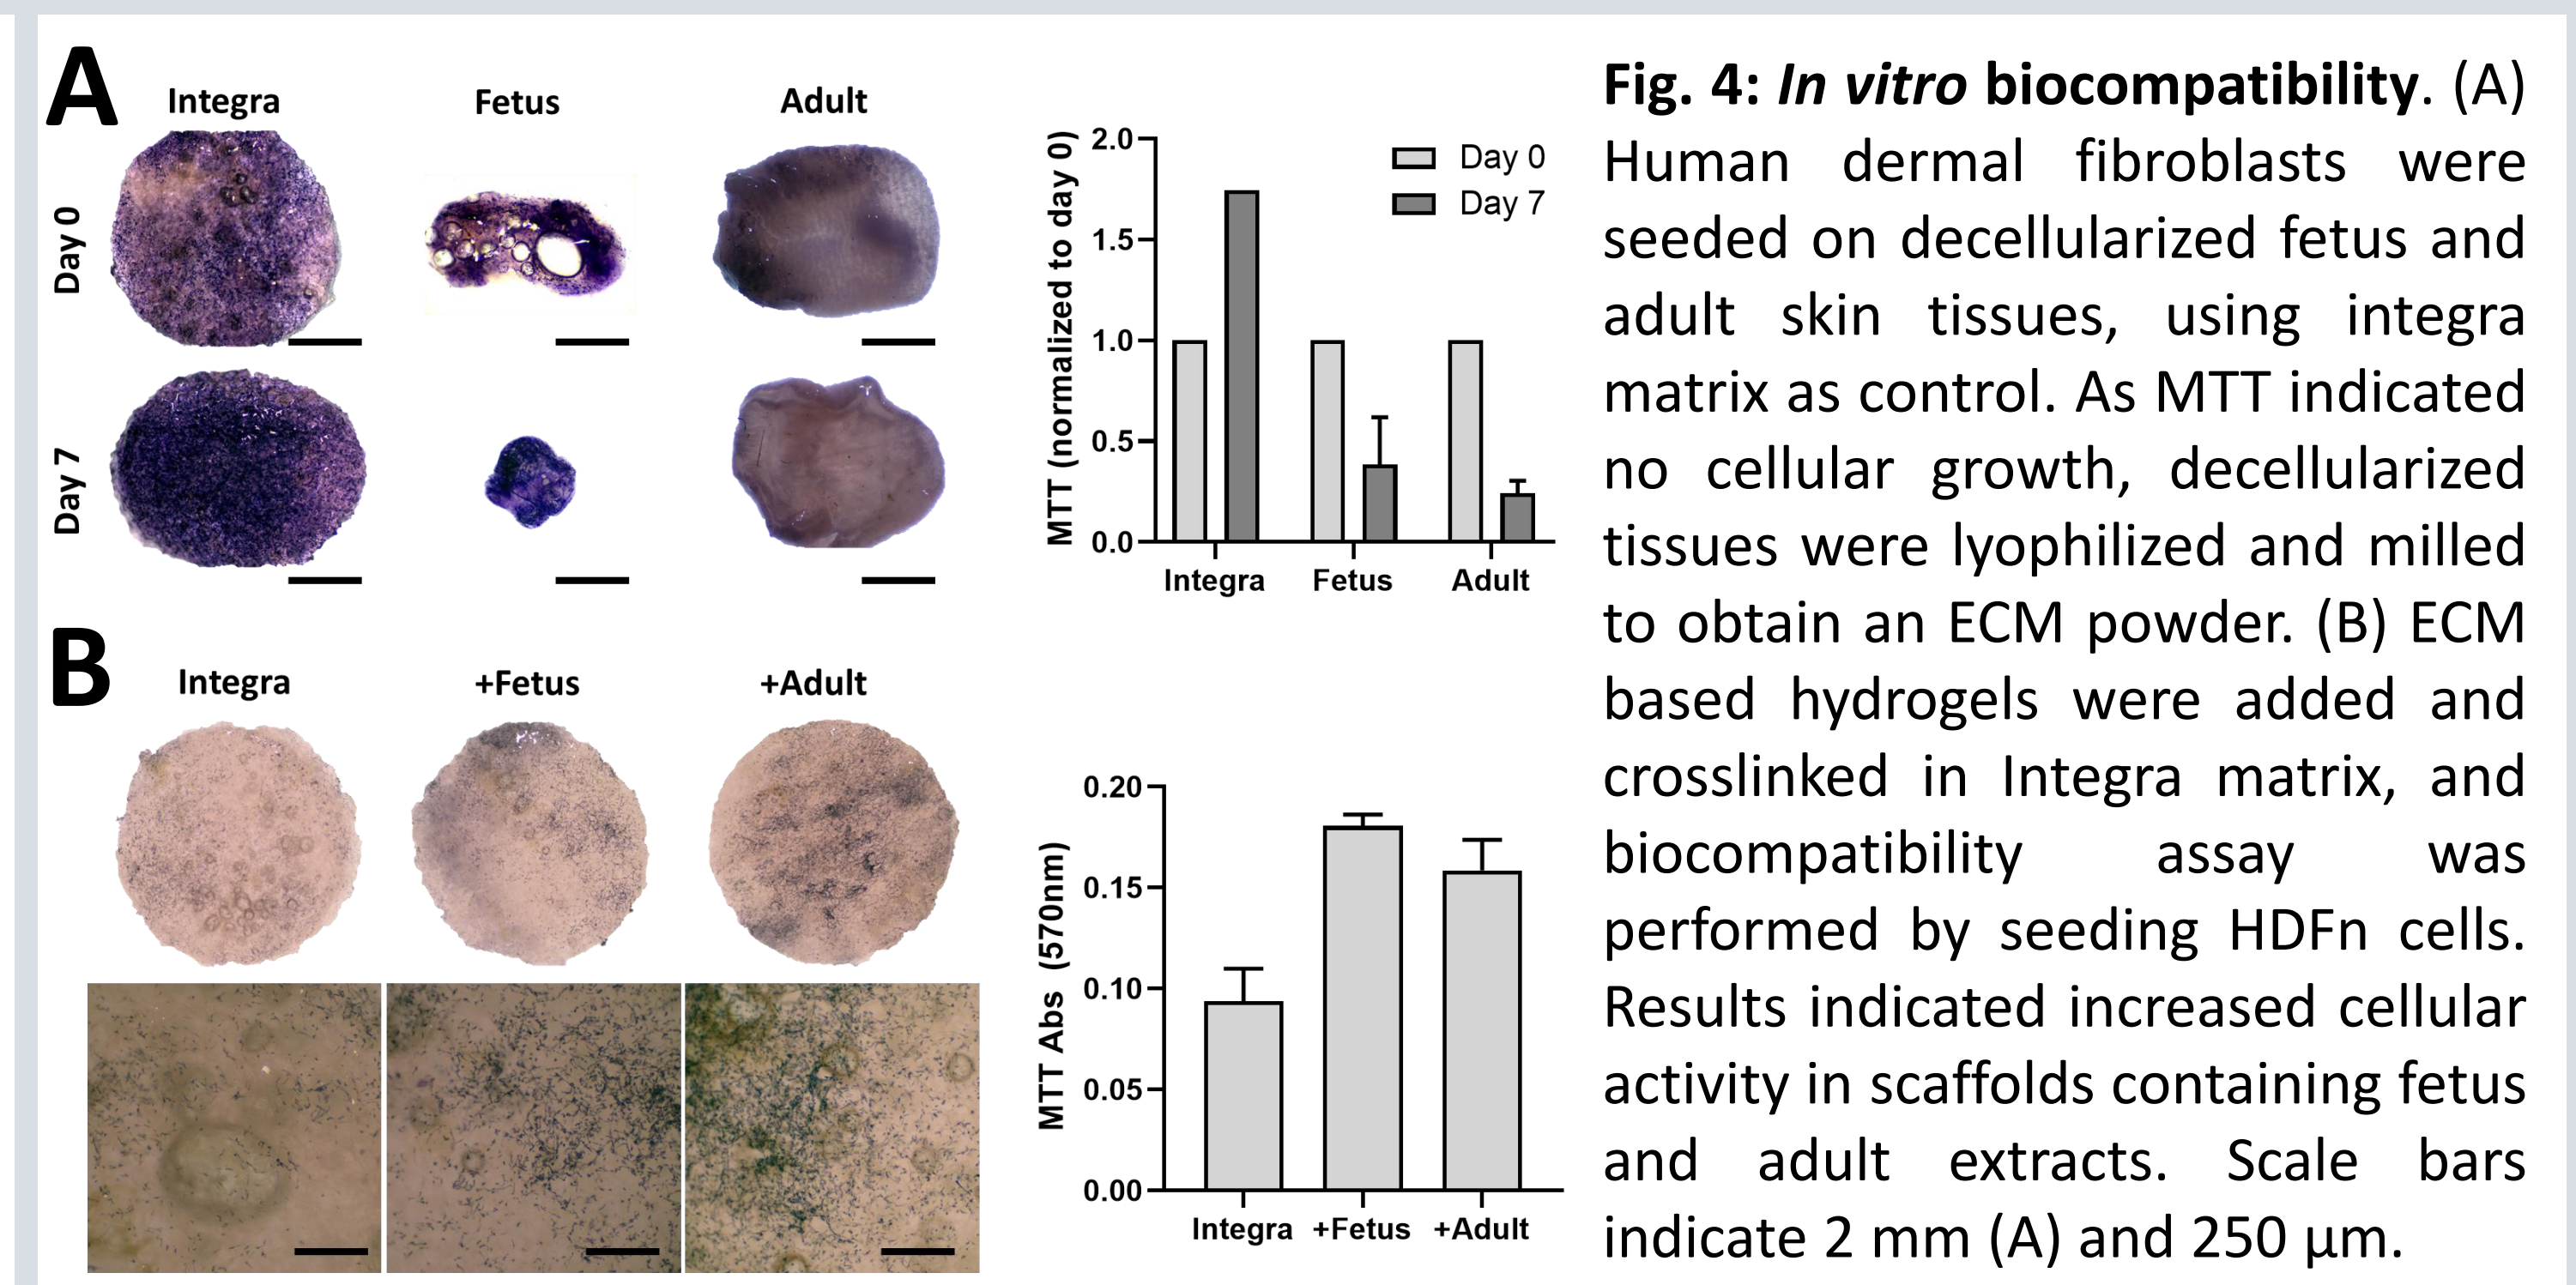 A
Integra Fetus Adult
Day 0
Day 7
MTT (normalized to day 0)
2.0
1.5
1.0
0.5
0.0
Day 0
Day 7
Integra Fetus Adult
B
Integra +Fetus +Adult
MTT Abs (570nm)
0.20
0.15
0.10
0.05
0.00
Integra +Fetus +Adult
Fig. 4: In vitro biocompatibility. (A)
Human dermal fibroblasts were
seeded on decellularized fetus and
adult skin tissues, using integra
matrix as control. As MTT indicated
no cellular growth, decellularized
tissues were lyophilized and milled
to obtain an ECM powder. (B) ECM
based hydrogels were added and
crosslinked in Integra matrix, and
biocompatibility assay was
performed by seeding HDFn cells.
Results indicated increased cellular
activity in scaffolds containing fetus
and adult extracts. Scale bars
indicate 2 mm (A) and 250 µm.